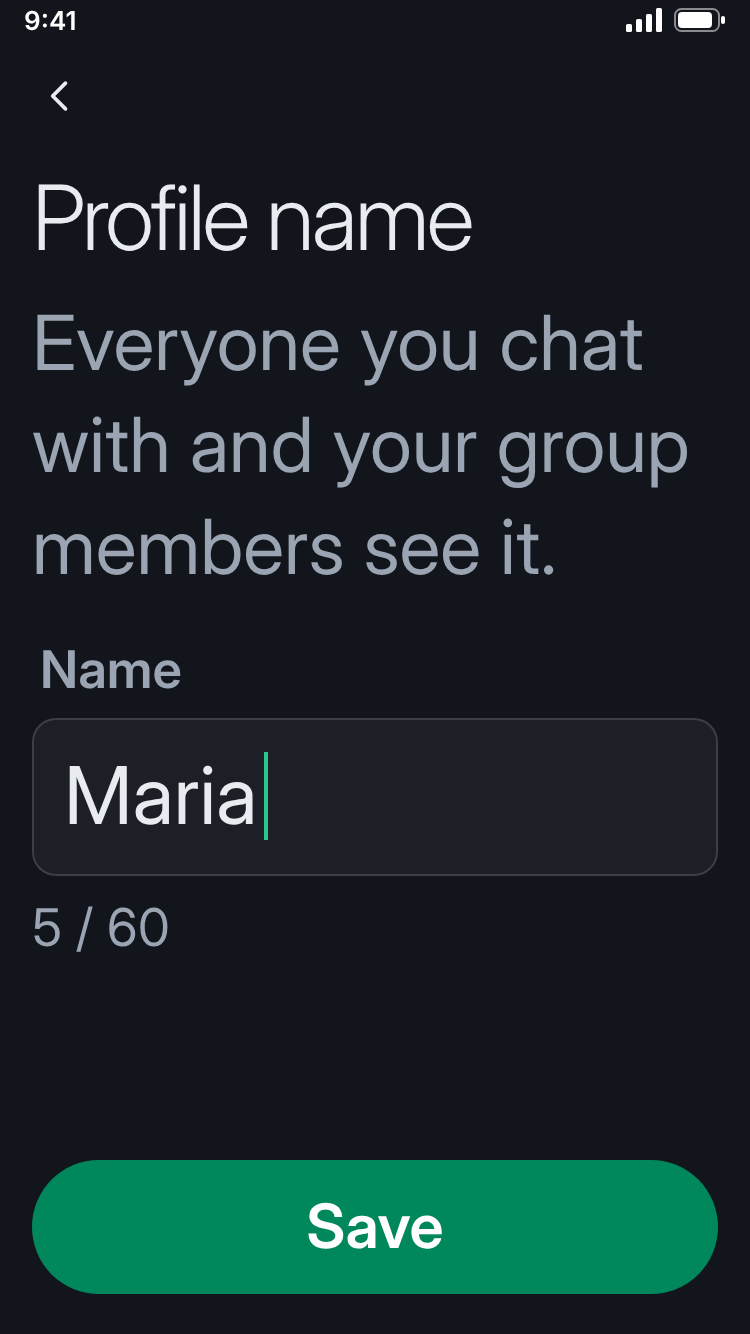 9:41
Profile name
Everyone you chat
with and your group
members see it.
Name
Maria
5 / 60
Save